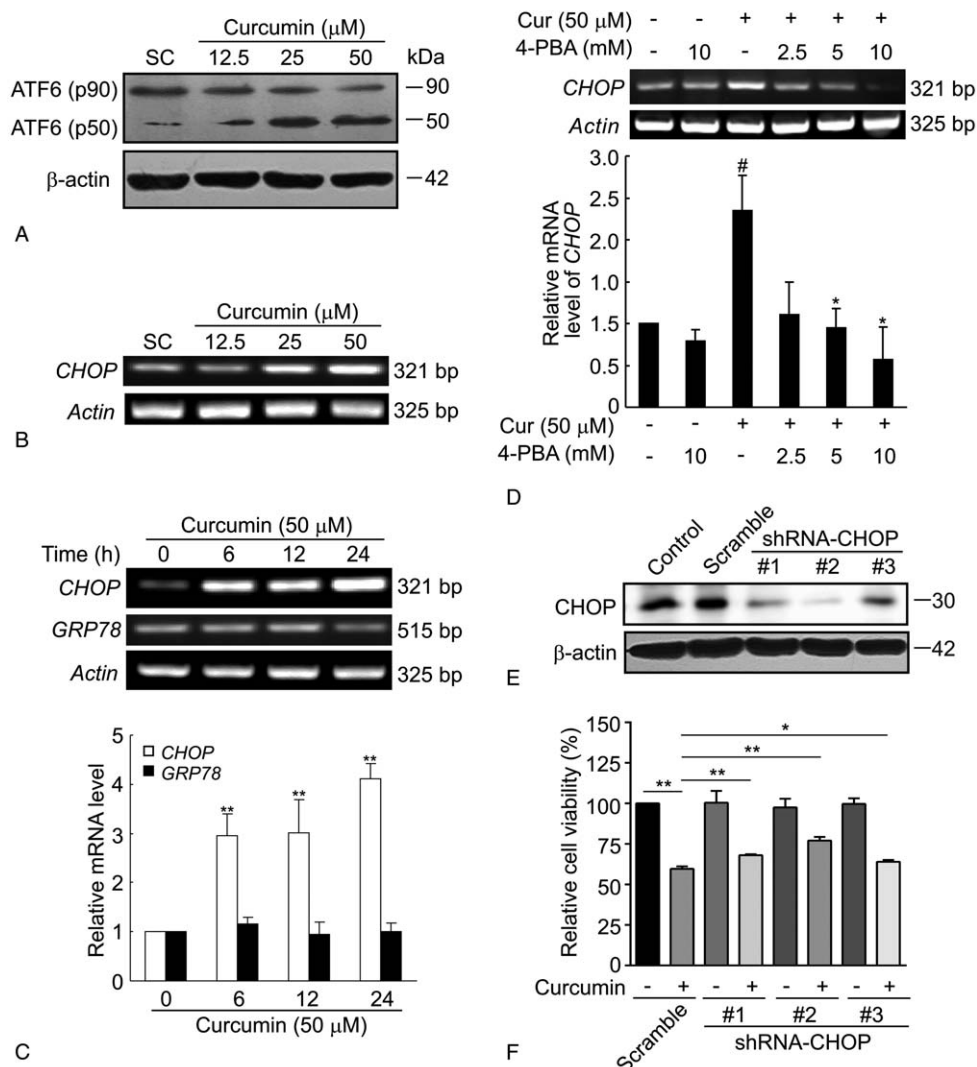 Curcumin (μM)
SC 12.5 25 50 kDa
ATF6 (p90) 90
ATF6 (p50) 50
β-actin 42
A
Curcumin (μM)
SC 12.5 25 50
CHOP 321 bp
Actin 325 bp
B
Curcumin (50 μM)
Time (h) 0 6 12 24
CHOP 321 bp
GRP78 515 bp
Actin 325 bp
Relative mRNA level
5
4
3
2
1
0
CHOP
GRP78
** ** **
0 6 12 24
Curcumin (50 μM)
C
Cur (50 μM) - - + + + +
4-PBA (mM) - 10 - 2.5 5 10
CHOP 321 bp
Actin 325 bp
Relative mRNA
level of CHOP
3.0
2.5
2.0
1.0
1.5
0.5
0
# * *
Cur (50 μM) - - + + + +
4-PBA (mM) - 10 - 2.5 5 10
D
Control Scramble shRNA-CHOP
#1 #2 #3
CHOP 30
β-actin 42
E
Relative cell viability (%)
150
125
100
75
50
25
0
*
**
** **
Curcumin - + - + - + - +
Scramble #1 #2 #3
shRNA-CHOP
F